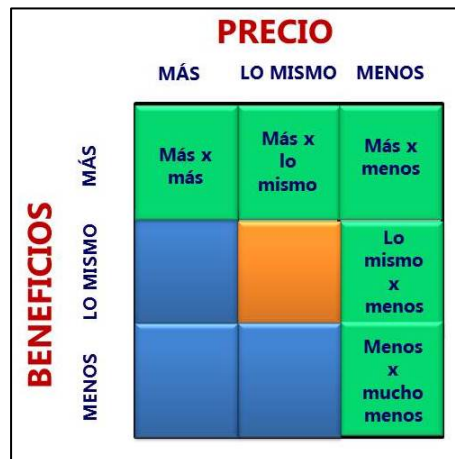 PRECIO
MÁS LO MISMO MENOS
BENEFICIOS
MÁS
LO MISMO
MENOS
Más x
más
Más x
lo
mismo
Más x
menos
Lo
mismo
x
menos
Menos
x
mucho
menos